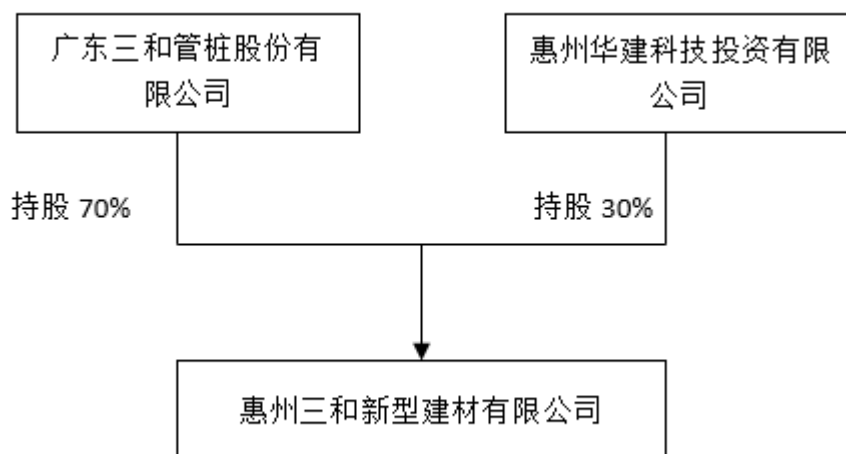 广东三和管桩股份有
限公司
惠州华建科技投资有限
公司
持股 70%
持股 30%
惠州三和新型建材有限公司